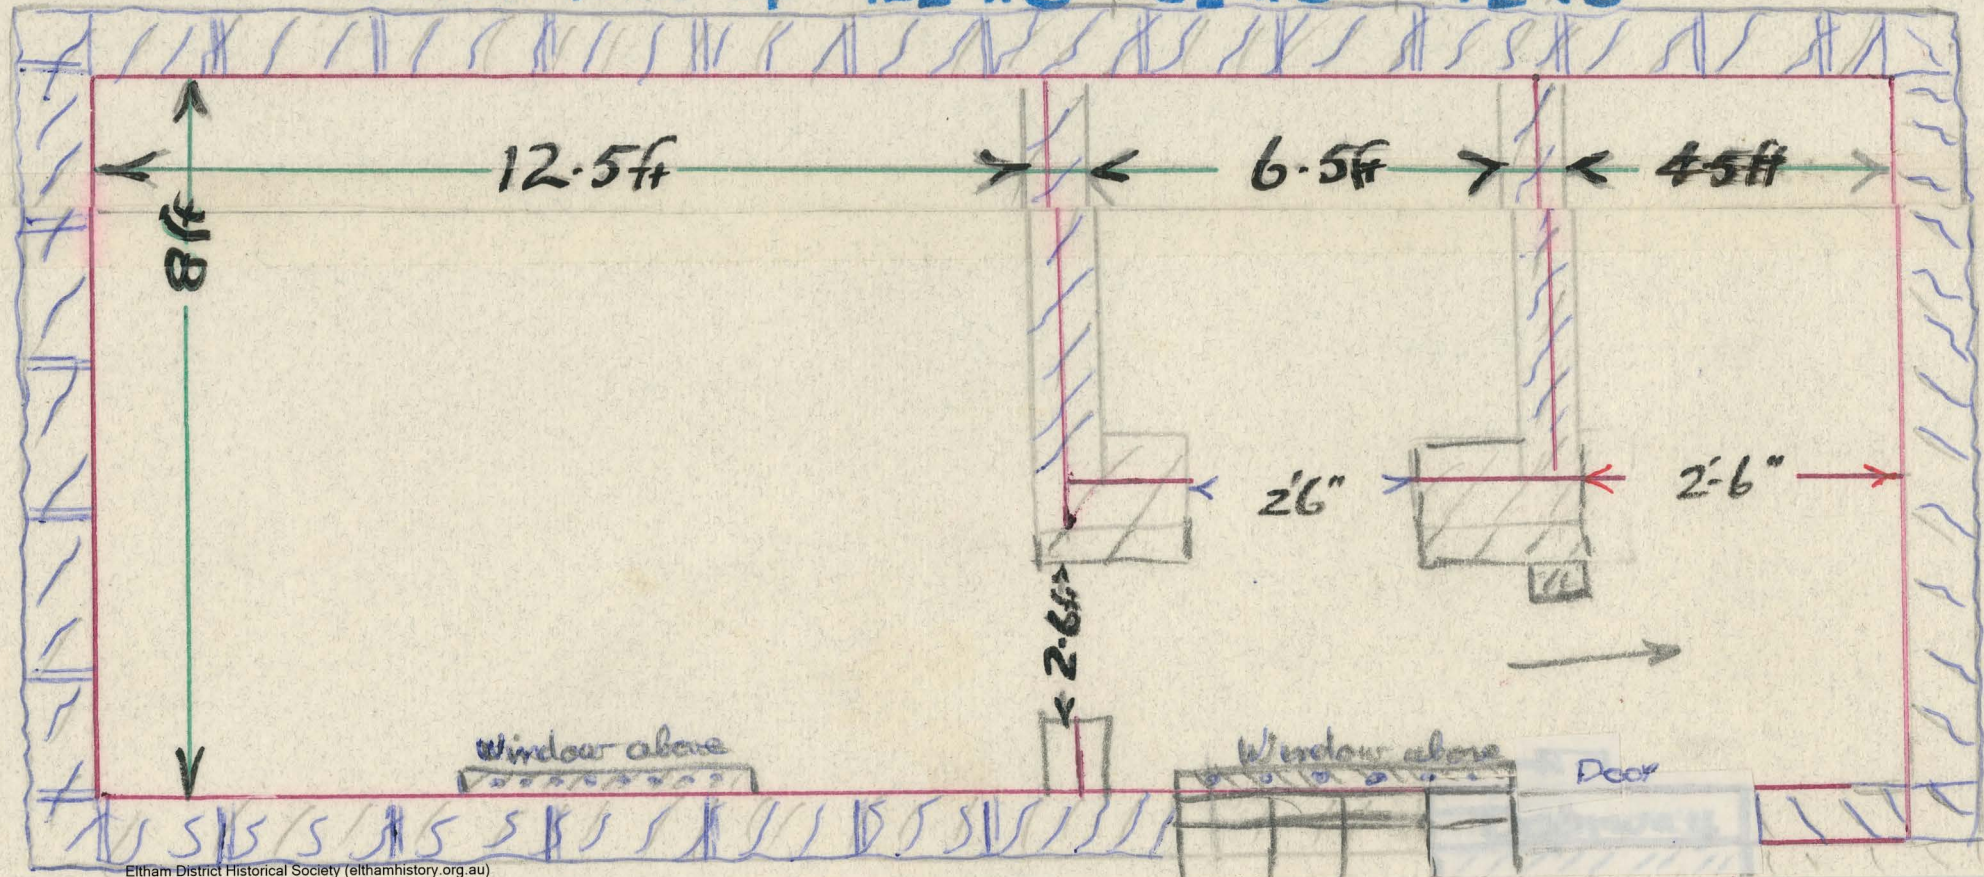 12.5ft
6.5ft
4.5ft
8ft
2'6"
2'-6"
2-6ft
Window above
Window above
Door
Eltham District Historical Society (elthamhistory.org.au)